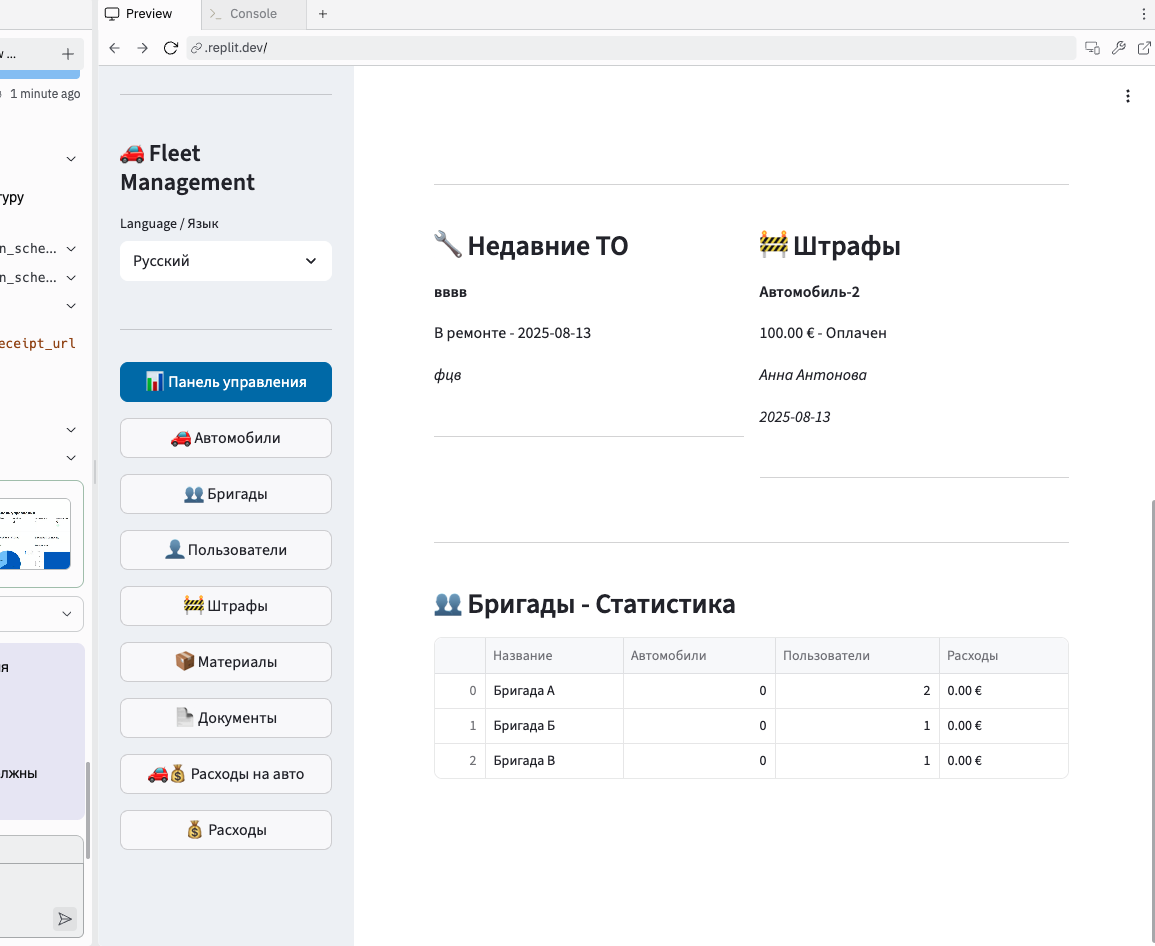 Preview
Console
w ...
.replit.dev/
1 minute ago
туру
n_sche...
n_sche...
eceipt_url
я
лжны
Fleet
Management
Language / Язык
Русский
Панель управления
Автомобили
Бригады
Пользователи
Штрафы
Материалы
Документы
Расходы на авто
Расходы
Недавние ТО
вввв
В ремонте - 2025-08-13
фцв
Штрафы
Автомобиль-2
100.00 € - Оплачен
Анна Антонова
2025-08-13
Бригады - Статистика
Название Автомобили Пользователи Расходы
0 Бригада А 0 2 0.00 €
1 Бригада Б 0 1 0.00 €
2 Бригада В 0 1 0.00 €